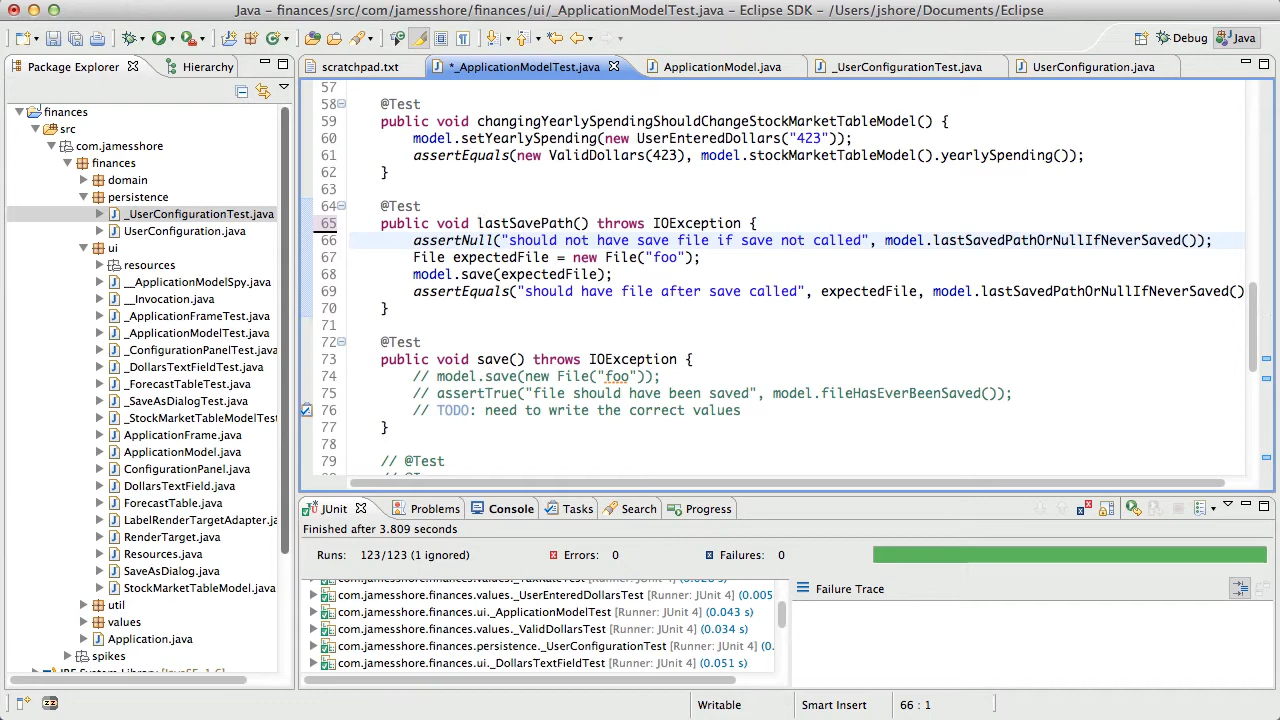 Java – finances/src/com/jamesshore/finances/ui/_ApplicationModelTest.java – Eclipse SDK – /Users/jshore/Documents/Eclipse
Debug
Java
Package Explorer
Hierarchy
scratchpad.txt
*_ApplicationModelTest.java
ApplicationModel.java
_UserConfigurationTest.java
UserConfiguration.java
finances
src
com.jamesshore
finances
domain
persistence
_UserConfigurationTest.java
UserConfiguration.java
ui
resources
__ApplicationModelSpy.java
__Invocation.java
_ApplicationFrameTest.java
_ApplicationModelTest.java
_ConfigurationPanelTest.java
_DollarsTextFieldTest.java
_ForecastTableTest.java
_SaveAsDialogTest.java
_StockMarketTableModelTest
ApplicationFrame.java
ApplicationModel.java
ConfigurationPanel.java
DollarsTextField.java
ForecastTable.java
LabelRenderTargetAdapter.ja
RenderTarget.java
Resources.java
SaveAsDialog.java
StockMarketTableModel.java
util
values
Application.java
spikes
57
58 @Test
59 public void changingYearlySpendingShouldChangeStockMarketTableModel() {
60 model.setYearlySpending(new UserEnteredDollars("423"));
61 assertEquals(new ValidDollars(423), model.stockMarketTableModel().yearlySpending());
62 }
63
64 @Test
65 public void lastSavePath() throws IOException {
66 assertNull("should not have save file if save not called", model.lastSavedPathOrNullIfNeverSaved());
67 File expectedFile = new File("foo");
68 model.save(expectedFile);
69 assertEquals("should have file after save called", expectedFile, model.lastSavedPathOrNullIfNeverSaved()
70 }
71
72 @Test
73 public void save() throws IOException {
74 // model.save(new File("foo"));
75 // assertTrue("file should have been saved", model.fileHasEverBeenSaved());
76 // TODO: need to write the correct values
77 }
78
79 // @Test
JUnit
Problems
Console
Tasks
Search
Progress
Finished after 3.809 seconds
Runs: 123/123 (1 ignored)
Errors: 0
Failures: 0
com.jamesshore.finances.values._UserEnteredDollarsTest [Runner: JUnit 4] (0.005
com.jamesshore.finances.ui._ApplicationModelTest [Runner: JUnit 4] (0.043 s)
com.jamesshore.finances.values._ValidDollarsTest [Runner: JUnit 4] (0.034 s)
com.jamesshore.finances.persistence._UserConfigurationTest [Runner: JUnit 4] (0.
com.jamesshore.finances.ui._DollarsTextFieldTest [Runner: JUnit 4] (0.051 s)
Failure Trace
Writable
Smart Insert
66 : 1